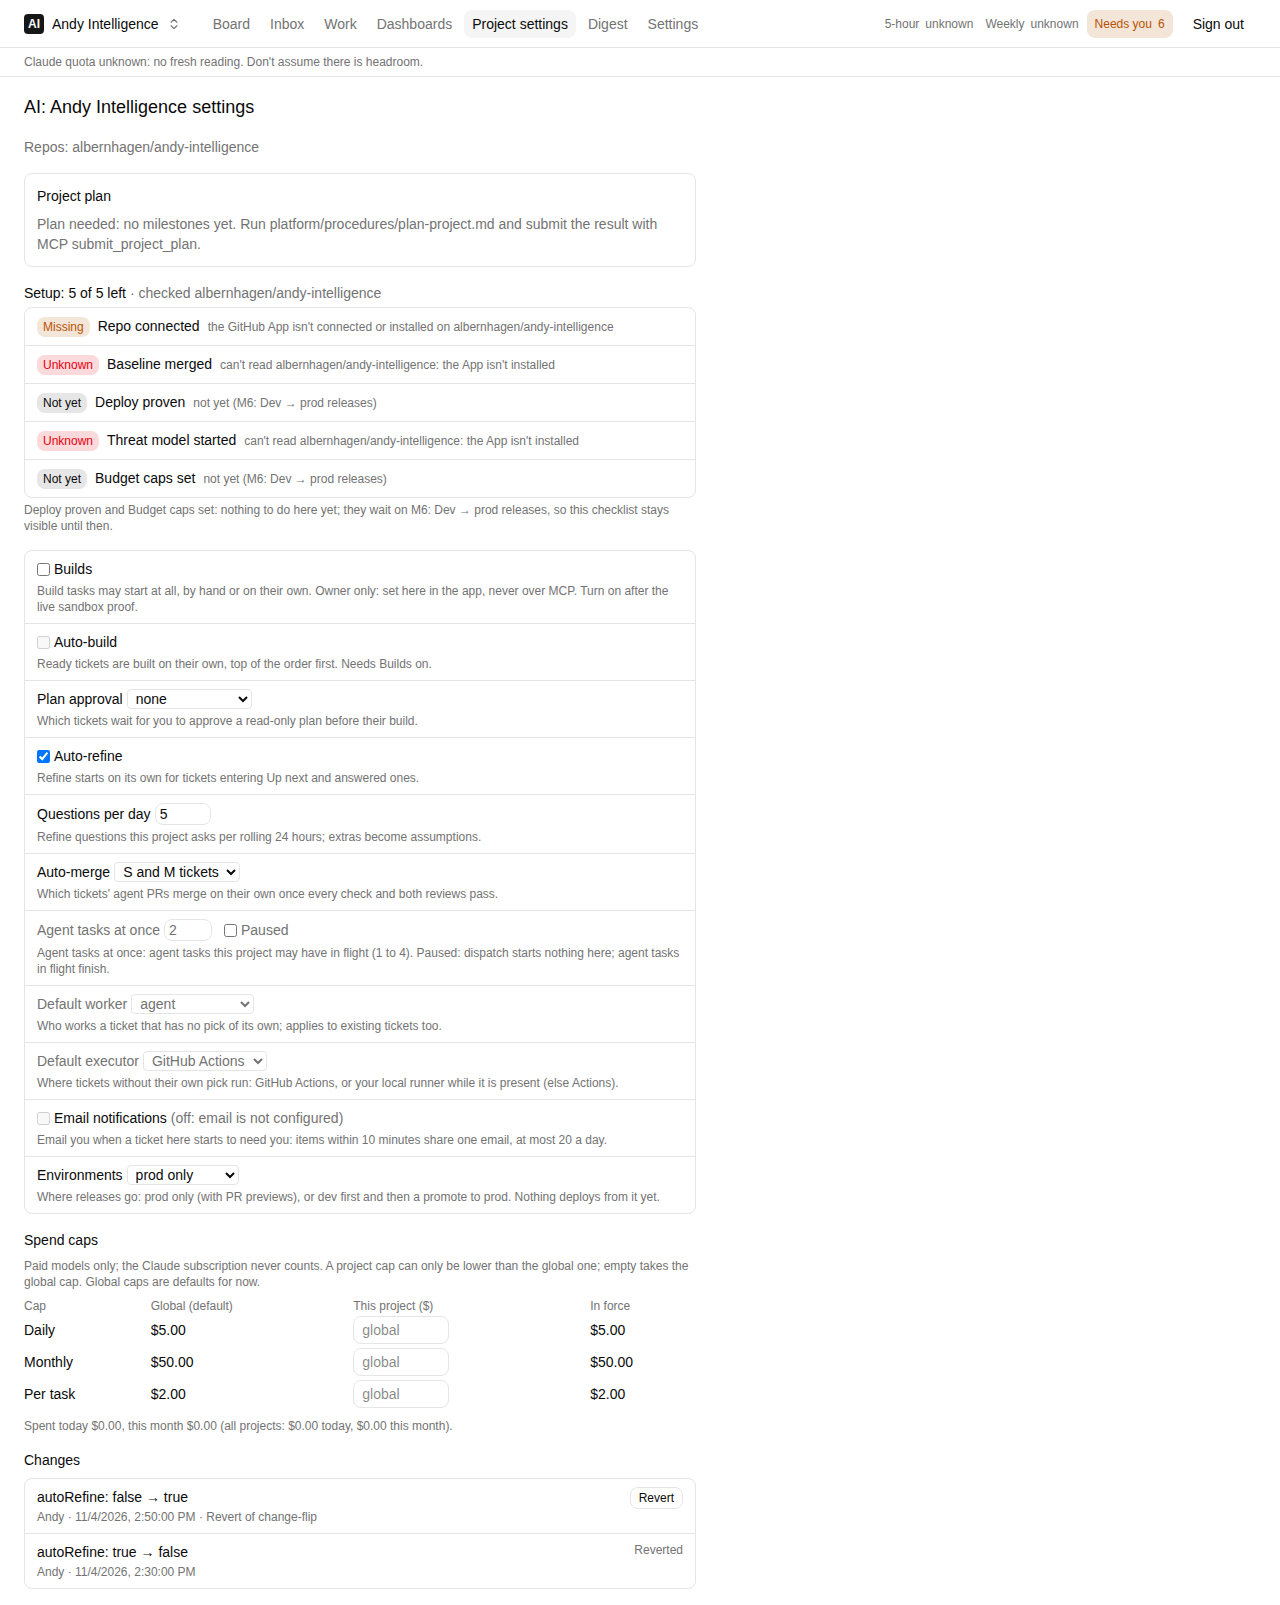 AI Andy Intelligence Board Inbox Work Dashboards Project settings Digest Settings 5-hour unknown Weekly unknown Needs you 6 Sign out
Claude quota unknown: no fresh reading. Don't assume there is headroom.
AI: Andy Intelligence settings
Repos: albernhagen/andy-intelligence
Project plan
Plan needed: no milestones yet. Run platform/procedures/plan-project.md and submit the result with
MCP submit_project_plan.
Setup: 5 of 5 left · checked albernhagen/andy-intelligence
Missing Repo connected the GitHub App isn't connected or installed on albernhagen/andy-intelligence
Unknown Baseline merged can't read albernhagen/andy-intelligence: the App isn't installed
Not yet Deploy proven not yet (M6: Dev → prod releases)
Unknown Threat model started can't read albernhagen/andy-intelligence: the App isn't installed
Not yet Budget caps set not yet (M6: Dev → prod releases)
Deploy proven and Budget caps set: nothing to do here yet; they wait on M6: Dev → prod releases, so this checklist stays
visible until then.
Builds
Build tasks may start at all, by hand or on their own. Owner only: set here in the app, never over MCP. Turn on after the
live sandbox proof.
Auto-build
Ready tickets are built on their own, top of the order first. Needs Builds on.
Plan approval none
Which tickets wait for you to approve a read-only plan before their build.
Auto-refine
Refine starts on its own for tickets entering Up next and answered ones.
Questions per day 5
Refine questions this project asks per rolling 24 hours; extras become assumptions.
Auto-merge S and M tickets
Which tickets' agent PRs merge on their own once every check and both reviews pass.
Agent tasks at once 2 Paused
Agent tasks at once: agent tasks this project may have in flight (1 to 4). Paused: dispatch starts nothing here; agent tasks
in flight finish.
Default worker agent
Who works a ticket that has no pick of its own; applies to existing tickets too.
Default executor GitHub Actions
Where tickets without their own pick run: GitHub Actions, or your local runner while it is present (else Actions).
Email notifications (off: email is not configured)
Email you when a ticket here starts to need you: items within 10 minutes share one email, at most 20 a day.
Environments prod only
Where releases go: prod only (with PR previews), or dev first and then a promote to prod. Nothing deploys from it yet.
Spend caps
Paid models only; the Claude subscription never counts. A project cap can only be lower than the global one; empty takes the
global cap. Global caps are defaults for now.
Cap Global (default) This project ($) In force
Daily $5.00 global $5.00
Monthly $50.00 global $50.00
Per task $2.00 global $2.00
Spent today $0.00, this month $0.00 (all projects: $0.00 today, $0.00 this month).
Changes
autoRefine: false → true Revert
Andy · 11/4/2026, 2:50:00 PM · Revert of change-flip
autoRefine: true → false Reverted
Andy · 11/4/2026, 2:30:00 PM